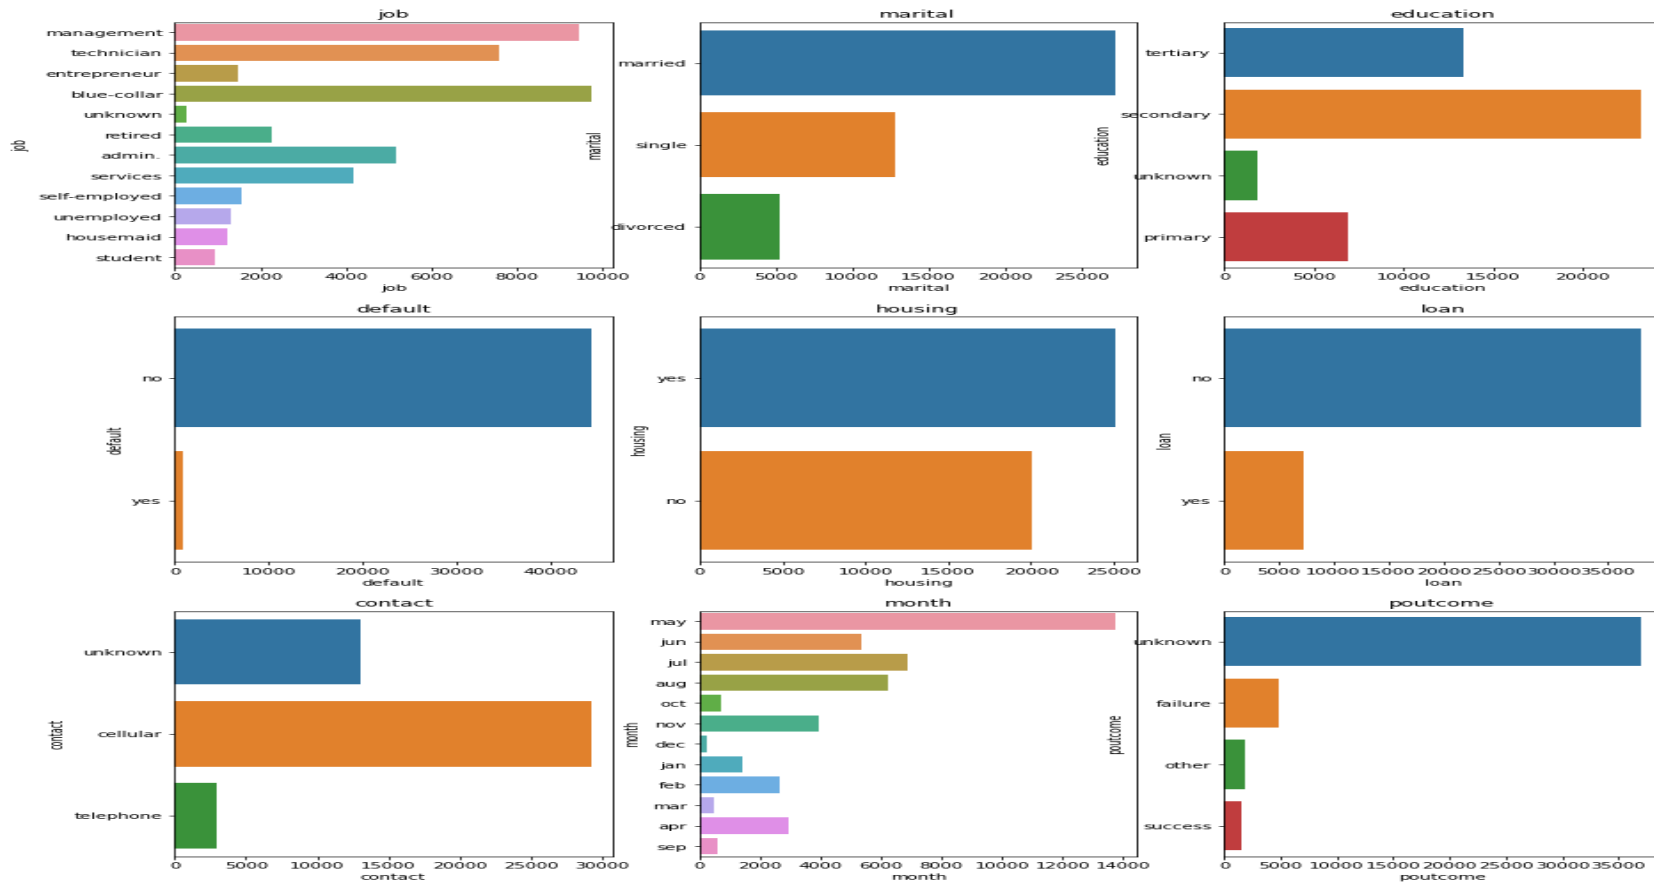 job
management
technician
entrepreneur
blue-collar
unknown
retired
admin.
services
self-employed
unemployed
housemaid
student
job
0 2000 4000 6000 8000 10000
job
marital
married
single
divorced
marital
0 5000 10000 15000 20000 25000
marital
education
tertiary
secondary
unknown
primary
education
0 5000 10000 15000 20000
education
default
no
yes
default
0 10000 20000 30000 40000
default
housing
yes
no
housing
0 5000 10000 15000 20000 25000
housing
loan
no
yes
loan
0 5000 10000 15000 20000 25000 30000 35000
loan
contact
unknown
cellular
telephone
contact
0 5000 10000 15000 20000 25000 30000
contact
month
may
jun
jul
aug
oct
nov
dec
jan
feb
mar
apr
sep
month
0 2000 4000 6000 8000 10000 12000 14000
month
poutcome
unknown
failure
other
success
poutcome
0 5000 10000 15000 20000 25000 30000 35000
poutcome